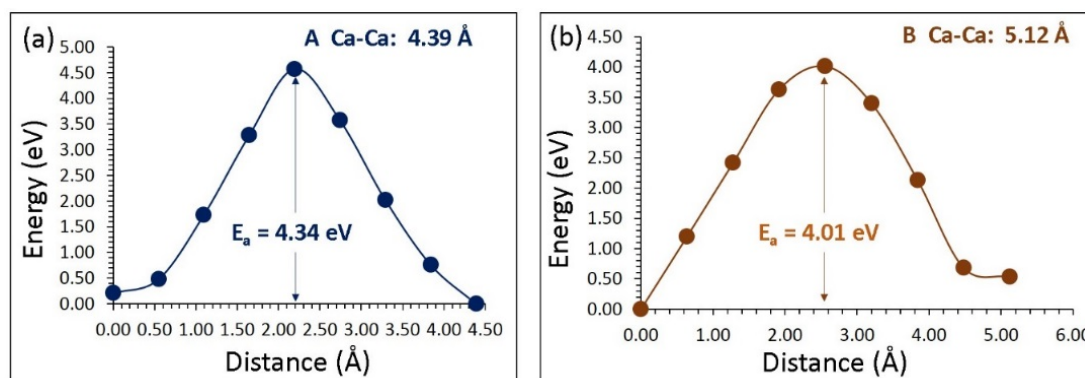 (a)
A Ca-Ca: 4.39 Å
5.00
4.50
4.00
3.50
3.00
2.50
2.00
1.50
1.00
0.50
0.00
Energy (eV)
Eₐ = 4.34 eV
0.00 0.50 1.00 1.50 2.00 2.50 3.00 3.50 4.00 4.50
Distance (Å)
(b)
B Ca-Ca: 5.12 Å
4.50
4.00
3.50
3.00
2.50
2.00
1.50
1.00
0.50
0.00
Energy (eV)
Eₐ = 4.01 eV
0.00 1.00 2.00 3.00 4.00 5.00 6.00
Distance (Å)